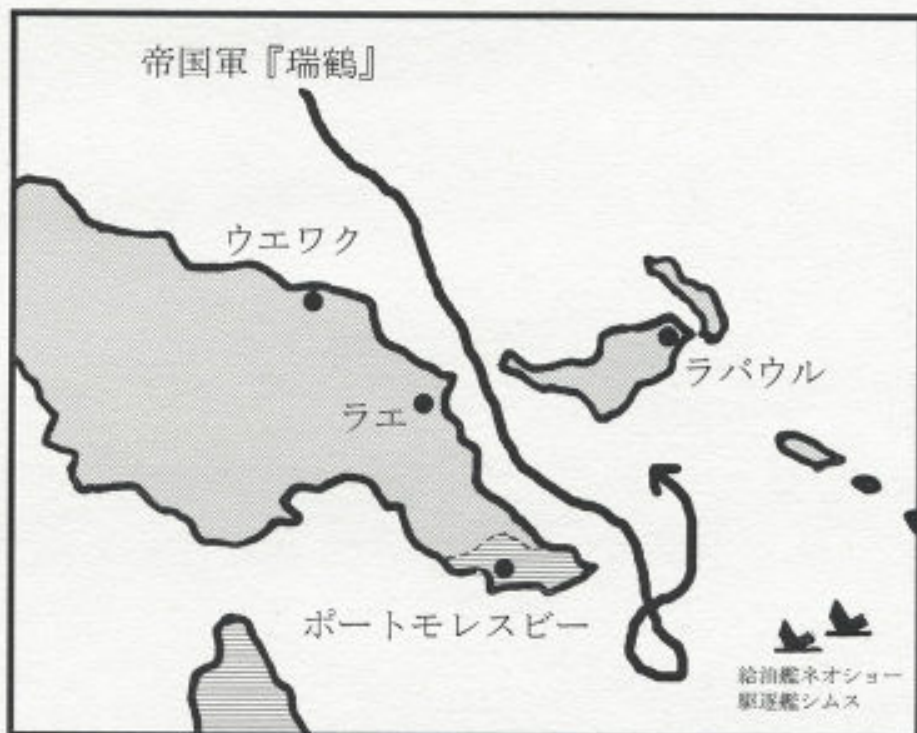 帝国軍『瑞鶴』
ウエワク
ラバウル
ラエ
ポートモレスビー
給油艦ネオショー
駆逐艦シムス